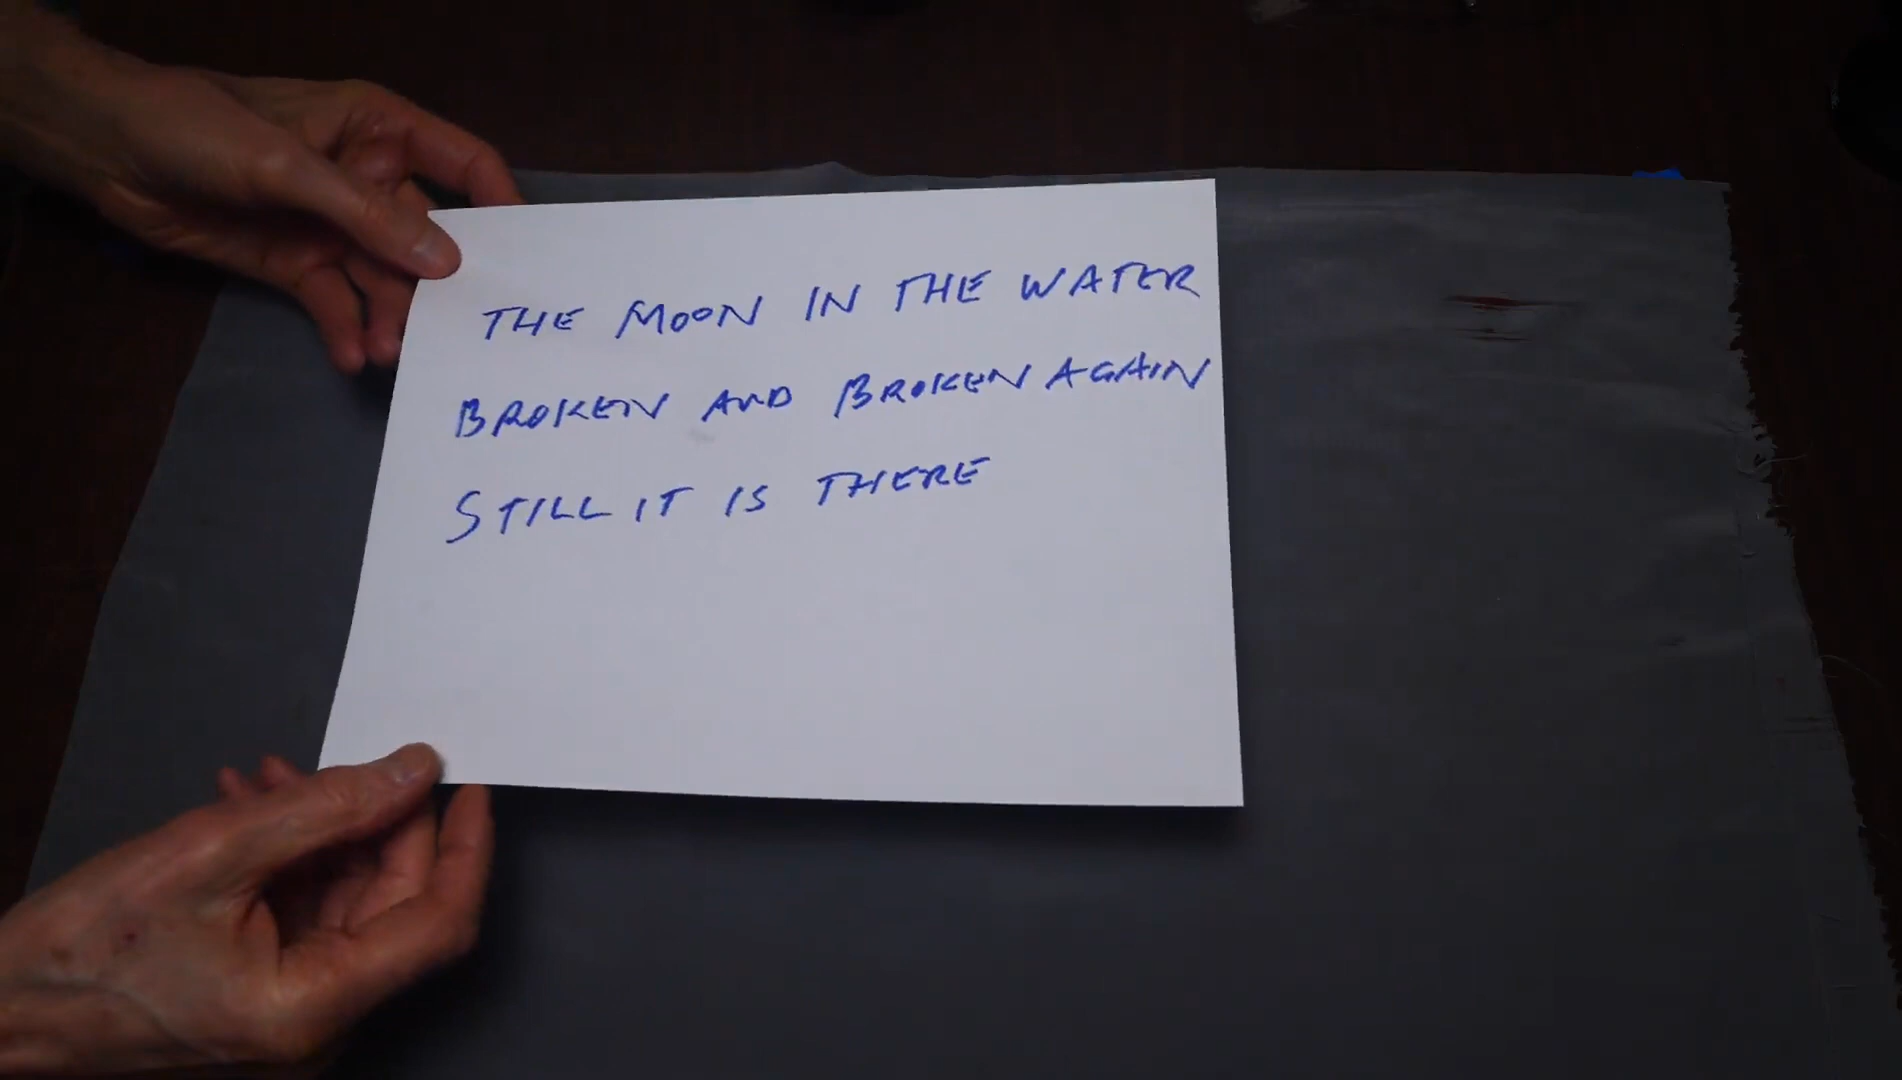 THE MOON IN THE WATER
BROKEN AND BROKEN AGAIN
STILL IT IS THERE